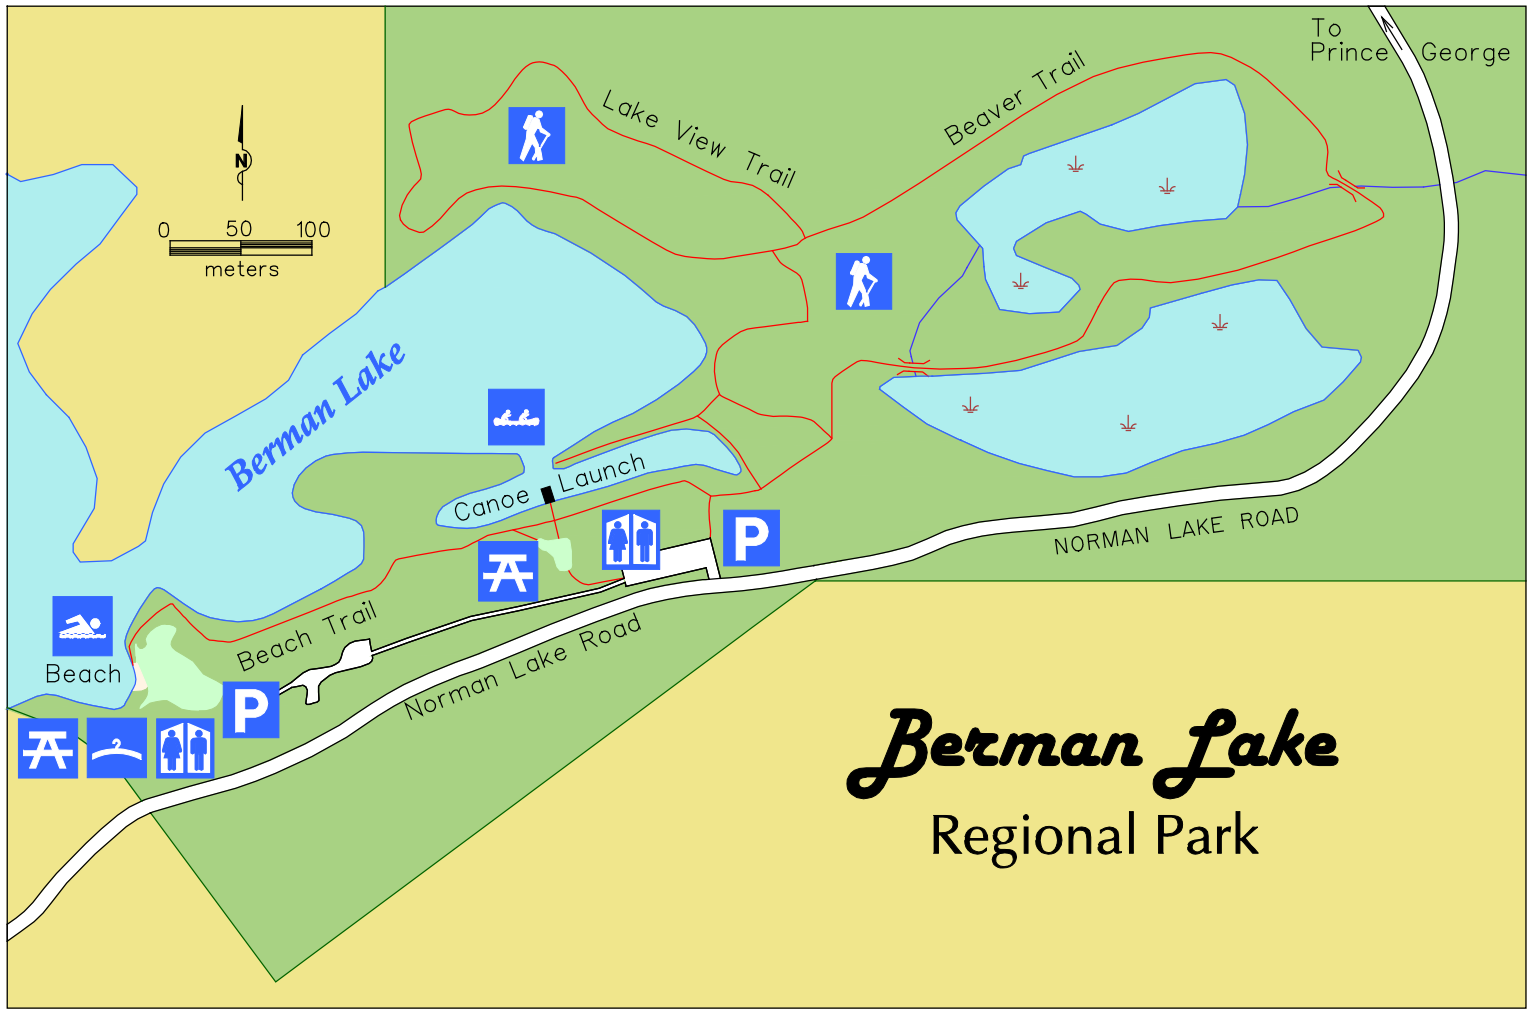 To
Prince George
Beaver Trail
Lake View Trail
N
0 50 100
meters
Berman Lake
Canoe Launch
P
NORMAN LAKE ROAD
Beach Trail
Norman Lake Road
Beach
P
Berman Lake
Regional Park